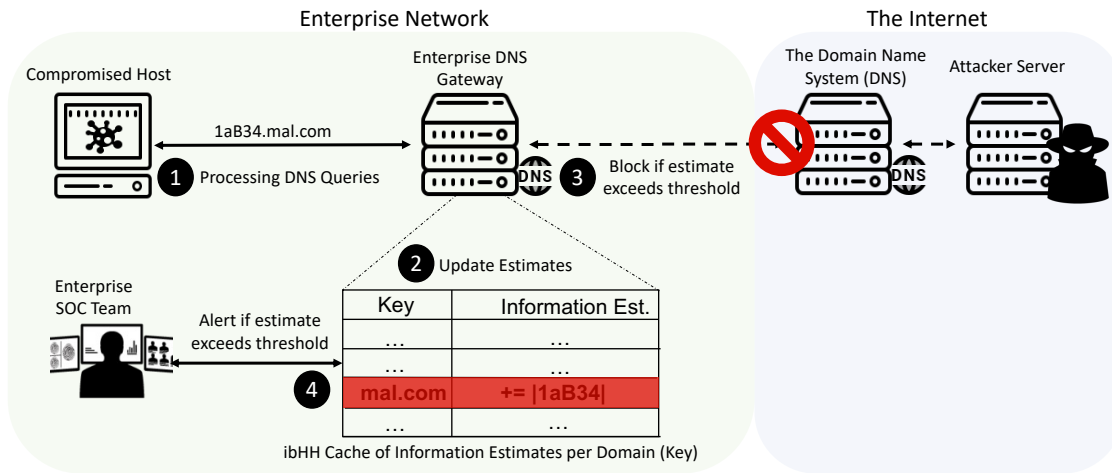 Enterprise Network
The Internet
Compromised Host
Enterprise DNS
Gateway
The Domain Name
System (DNS)
Attacker Server
1aB34.mal.com
1 Processing DNS Queries
DNS
3 Block if estimate
exceeds threshold
DNS
2 Update Estimates
Enterprise
SOC Team
Alert if estimate
exceeds threshold
4
Key Information Est.
... ...
... ...
mal.com += |1aB34|
... ...
ibHH Cache of Information Estimates per Domain (Key)